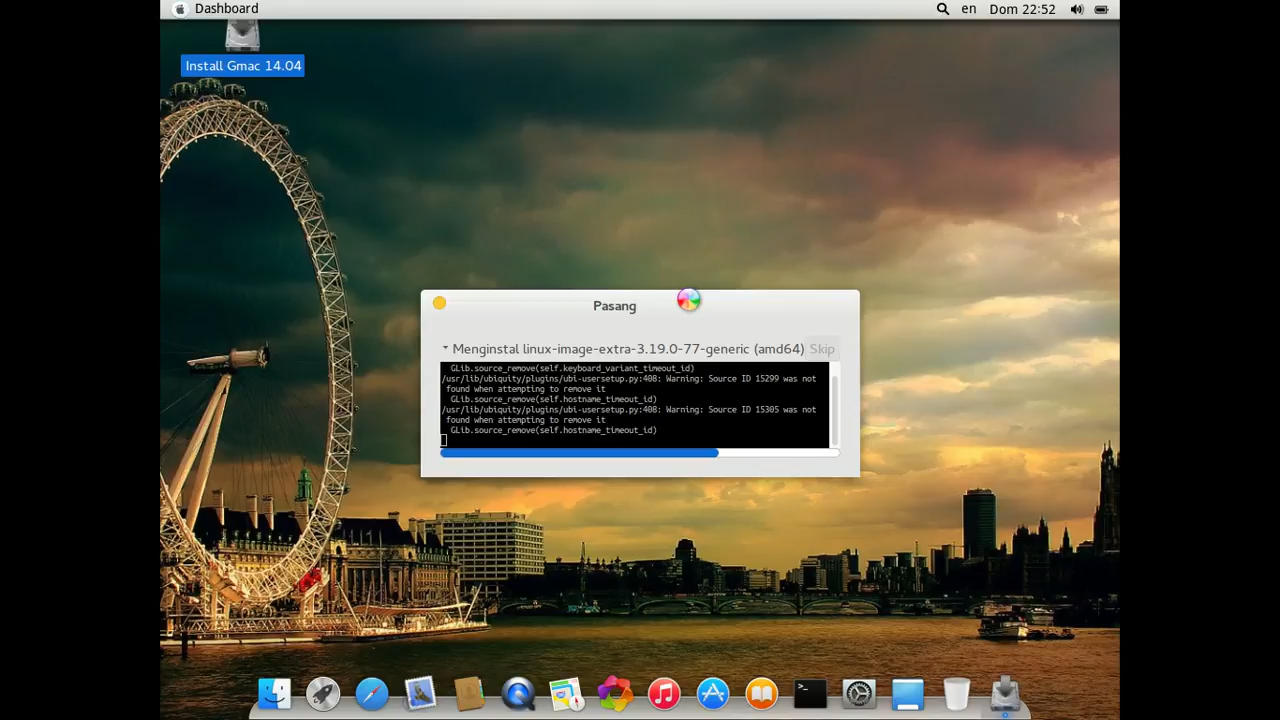 Dashboard
en
Dom 22:52
Install Gmac 14.04
Pasang
Menginstal linux-image-extra-3.19.0-77-generic (amd64)
Skip
GLib.source_remove(self.keyboard_variant_timeout_id)
/usr/lib/ubiquity/plugins/ubi-usersetup.py:408: Warning: Source ID 15299 was not
found when attempting to remove it
GLib.source_remove(self.hostname_timeout_id)
/usr/lib/ubiquity/plugins/ubi-usersetup.py:408: Warning: Source ID 15305 was not
found when attempting to remove it
GLib.source_remove(self.hostname_timeout_id)